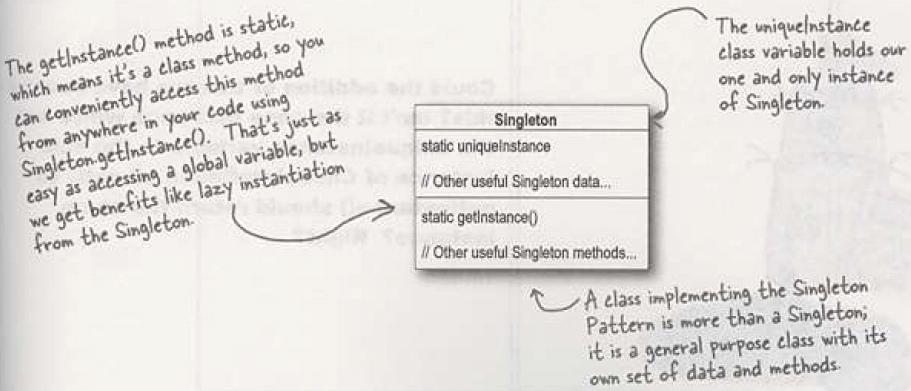 The getInstance() method is static,
which means it's a class method, so you
can conveniently access this method
from anywhere in your code using
Singleton.getInstance(). That's just as
easy as accessing a global variable, but
we get benefits like lazy instantiation
from the Singleton.
The uniqueInstance
class variable holds our
one and only instance
of Singleton.
Singleton
static uniqueInstance
// Other useful Singleton data...
static getInstance()
// Other useful Singleton methods...
A class implementing the Singleton
Pattern is more than a Singleton;
it is a general purpose class with its
own set of data and methods.